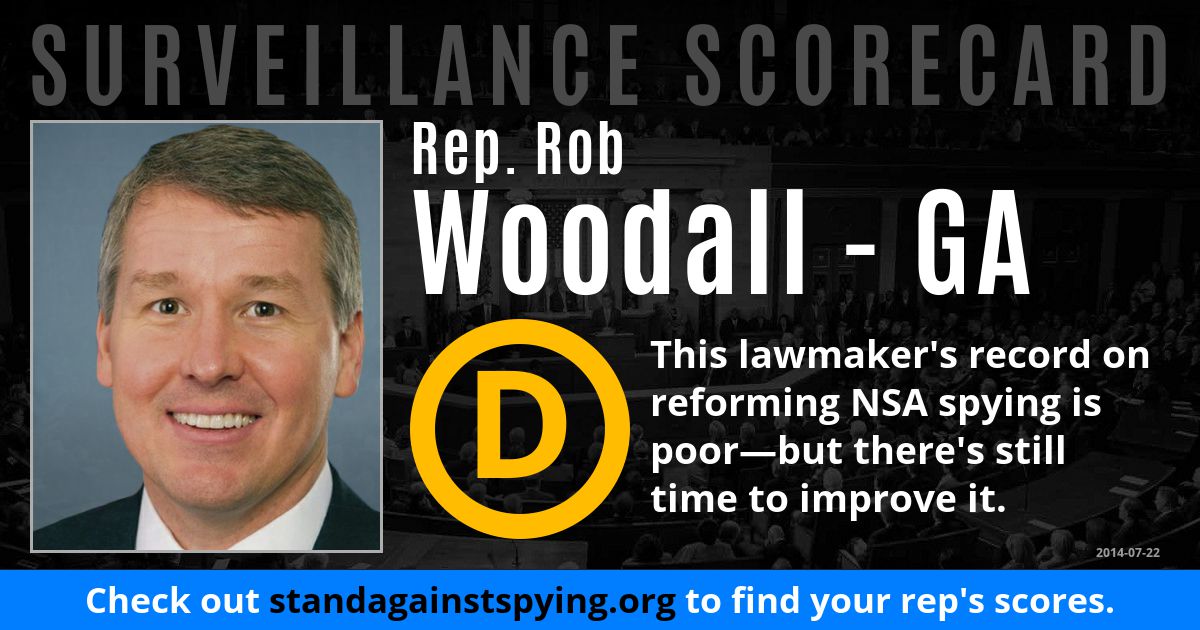 SURVEILLANCE SCORECARD
Rep. Rob
Woodall - GA
D
This lawmaker's record on
reforming NSA spying is
poor—but there's still
time to improve it.
2014-07-22
Check out standagainstspying.org to find your rep's scores.